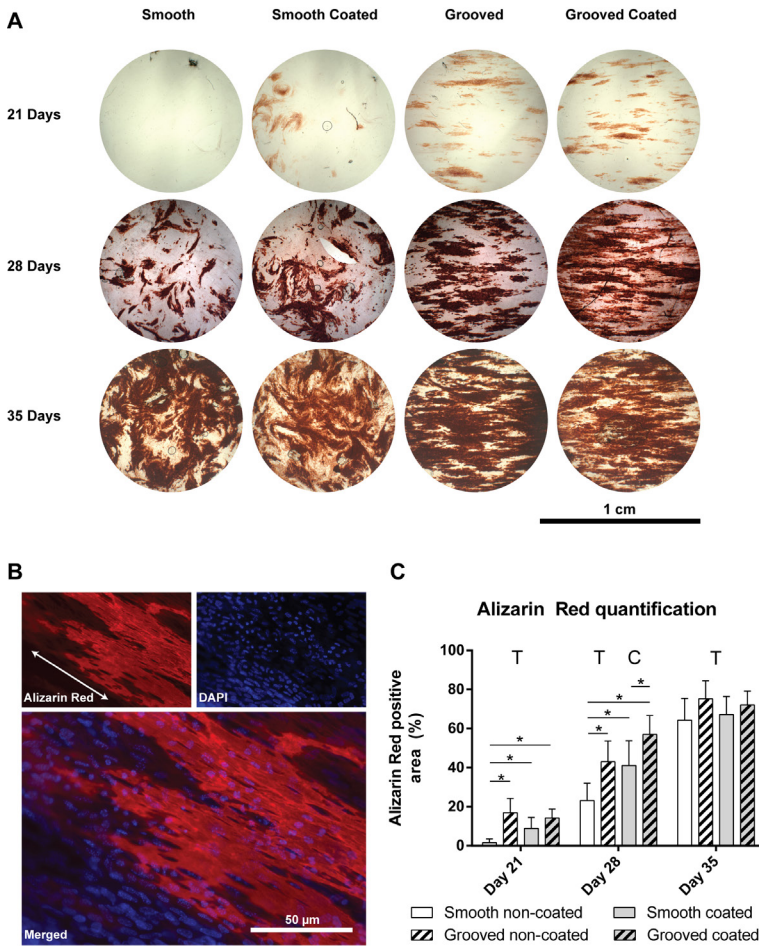 A
Smooth
Smooth Coated
Grooved
Grooved Coated
21 Days
28 Days
35 Days
1 cm
B
Alizarin Red
DAPI
Merged
50 µm
C
Alizarin Red quantification
Alizarin Red positive
area (%)
100
80
60
40
20
0
T
T C
T
*
*
*
*
*
*
*
Day 21
Day 28
Day 35
Smooth non-coated
Smooth coated
Grooved non-coated
Grooved coated